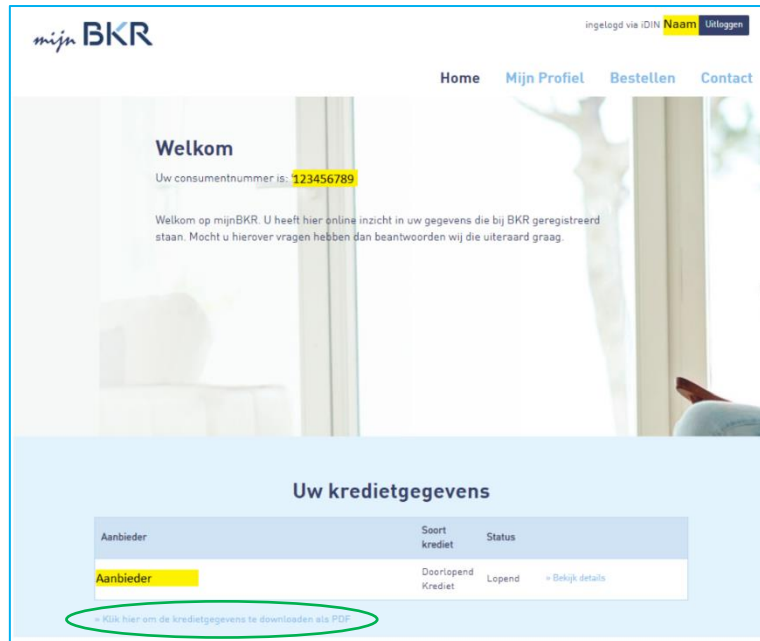 mijn BKR
ingelogd via iDIN Naam Uitloggen
Home Mijn Profiel Bestellen Contact
Welkom
Uw consumentnummer is: 123456789
Welkom op mijnBKR. U heeft hier online inzicht in uw gegevens die bij BKR geregistreerd
staan. Mocht u hierover vragen hebben dan beantwoorden wij die uiteraard graag.
Uw kredietgegevens
Aanbieder Soort krediet Status
Aanbieder Doorlopend Krediet Lopend » Bekijk details
» Klik hier om de kredietgegevens te downloaden als PDF